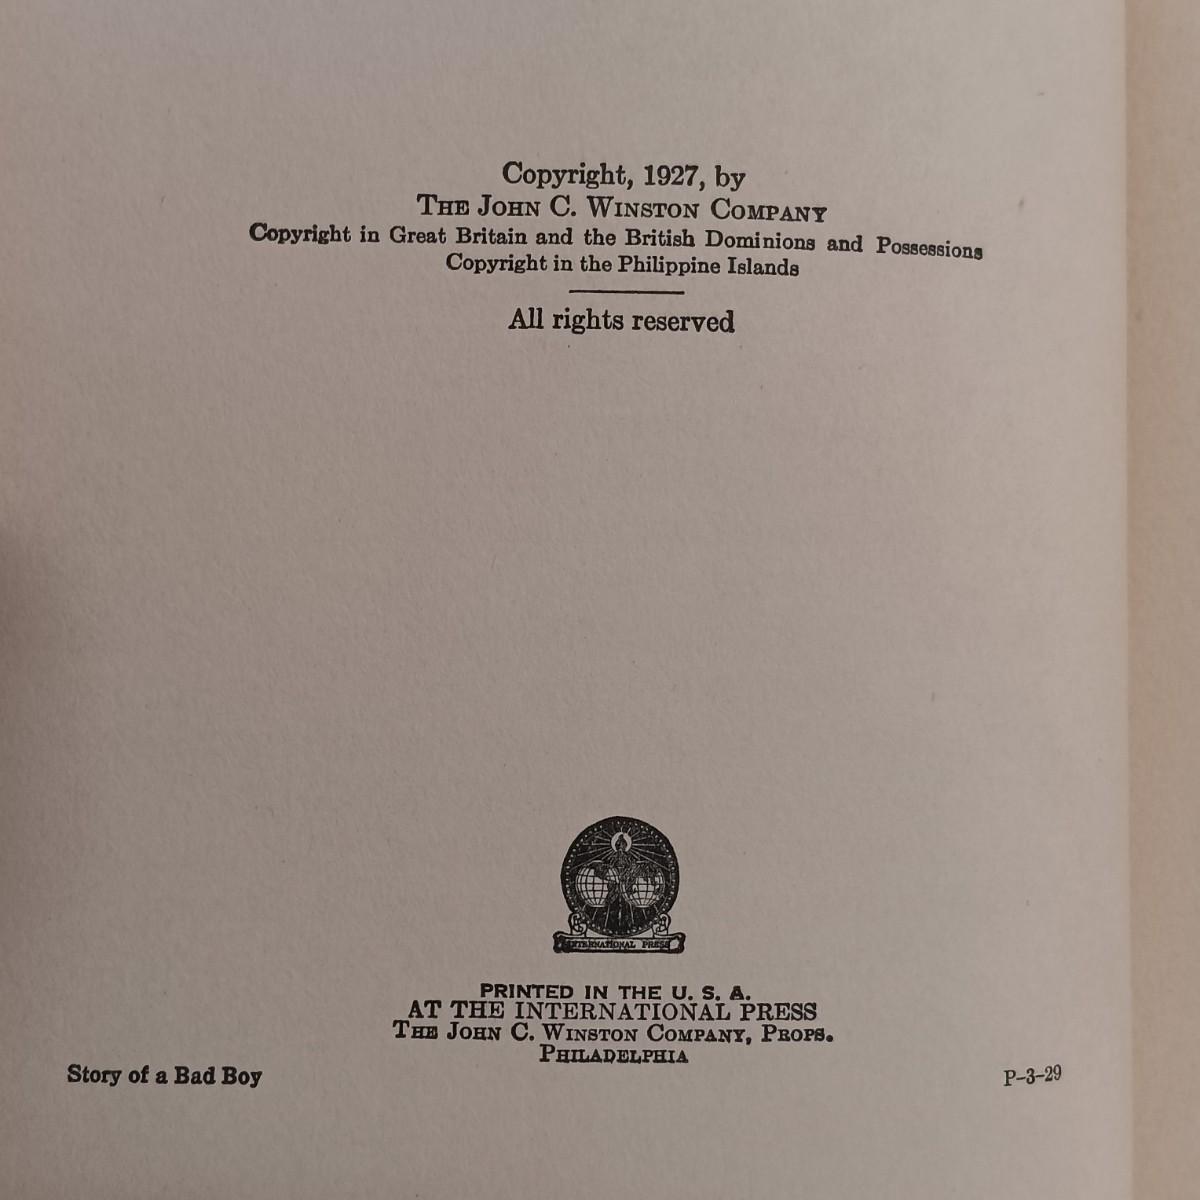 Copyright, 1927, by
THE JOHN C. WINSTON COMPANY
Copyright in Great Britain and the British Dominions and Possessions
Copyright in the Philippine Islands
All rights reserved
INTERNATIONAL PRESS
PRINTED IN THE U. S. A.
AT THE INTERNATIONAL PRESS
THE JOHN C. WINSTON COMPANY, PROPS.
PHILADELPHIA
Story of a Bad Boy
P-3-29